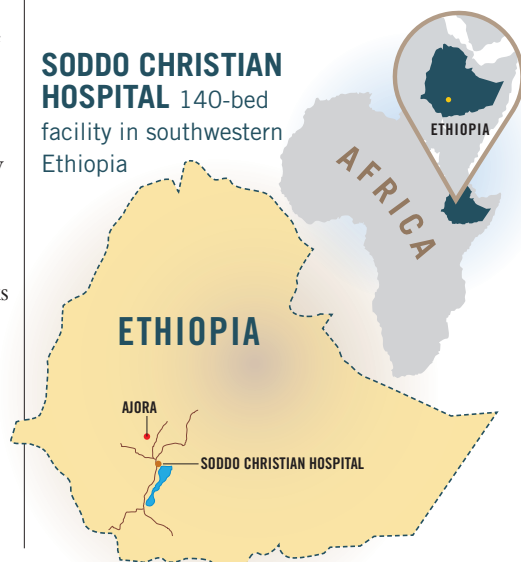 SODDO CHRISTIAN
HOSPITAL 140-bed
facility in southwestern
Ethiopia
ETHIOPIA
AFRICA
ETHIOPIA
AJORA
SODDO CHRISTIAN HOSPITAL